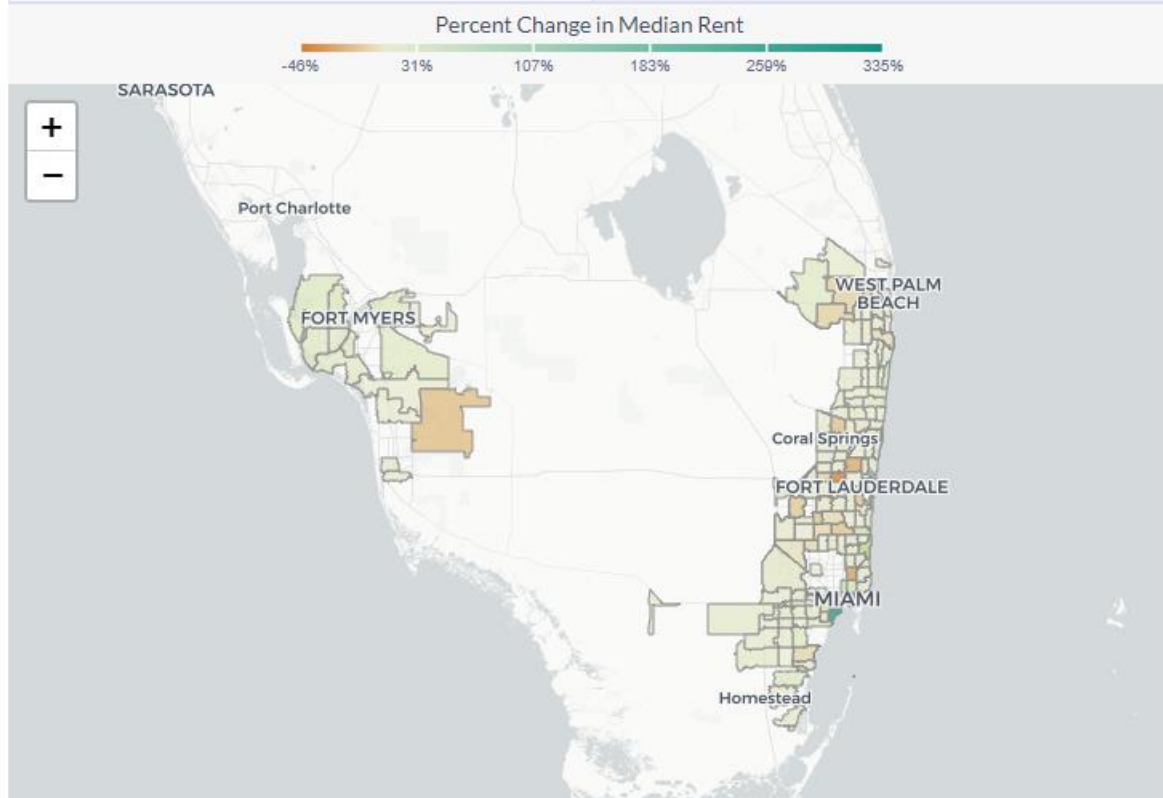 Percent Change in Median Rent
-46% 31% 107% 183% 259% 335%
SARASOTA
+
−
Port Charlotte
WEST PALM
BEACH
FORT MYERS
Coral Springs
FORT LAUDERDALE
MIAMI
Homestead